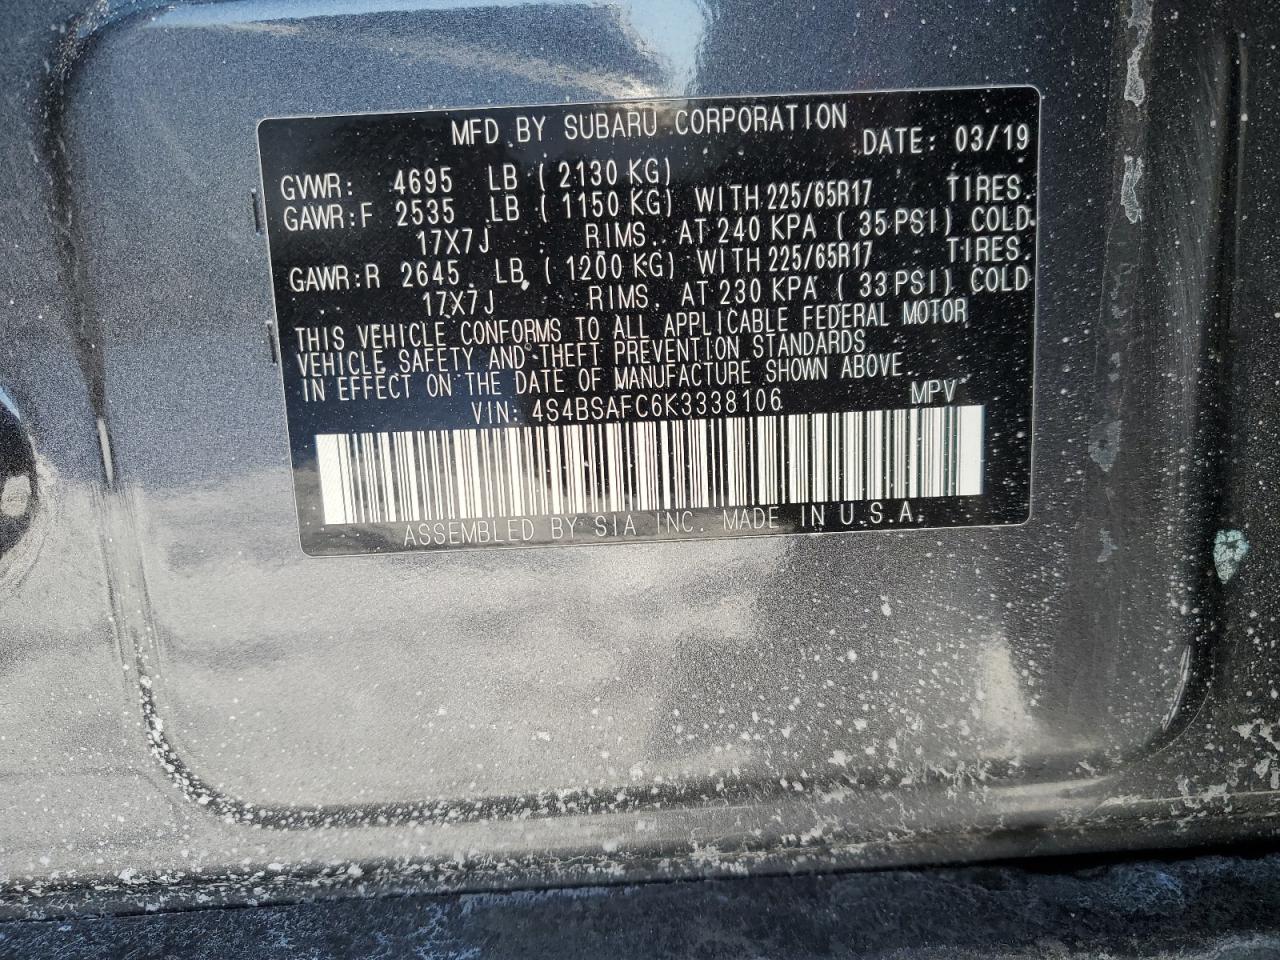 MFD BY SUBARU CORPORATION
DATE: 03/19
GVWR: 4695 LB (2130 KG)
GAWR:F 2535 LB (1150 KG) WITH 225/65R17 TIRES.
17X7J RIMS. AT 240 KPA (35 PSI) COLD
GAWR:R 2645 LB (1200 KG) WITH 225/65R17 TIRES.
17X7J RIMS. AT 230 KPA (33 PSI) COLD
THIS VEHICLE CONFORMS TO ALL APPLICABLE FEDERAL MOTOR
VEHICLE SAFETY AND THEFT PREVENTION STANDARDS
IN EFFECT ON THE DATE OF MANUFACTURE SHOWN ABOVE.
VIN: 4S4BSAFC6K3338106 MPV
ASSEMBLED BY SIA INC. MADE IN U.S.A.